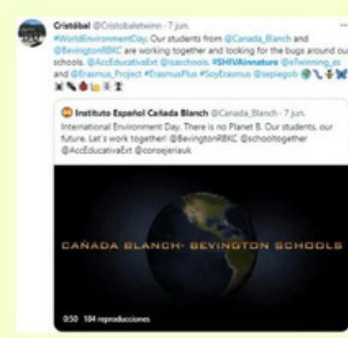 Cristóbal @Cristobaletwinn · 7 jun.
#WorldEnvironmentDay. Our students from @Canada_Blanch and
@BevingtonRBKC are working together and looking for the bugs around our
schools. @AccEducativaExt @isaschools. #SHIVAinnature @eTwinning_es
and @Erasmus_Project #ErasmusPlus #SoyErasmus @sepiegob
Instituto Español Cañada Blanch @Canada_Blanch · 7 jun.
International Environment Day. There is no Planet B. Our students, our
future. Let's work together! @BevingtonRBKC @schooltogether
@AccEducativaExt @consejeriauk
CAÑADA BLANCH- BEVINGTON SCHOOLS
0:50 184 reproducciones